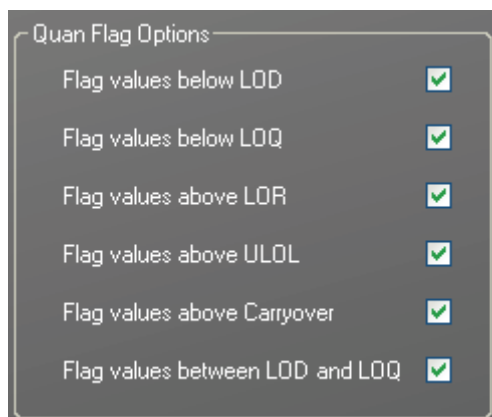 Quan Flag Options
Flag values below LOD
Flag values below LOQ
Flag values above LOR
Flag values above ULOL
Flag values above Carryover
Flag values between LOD and LOQ